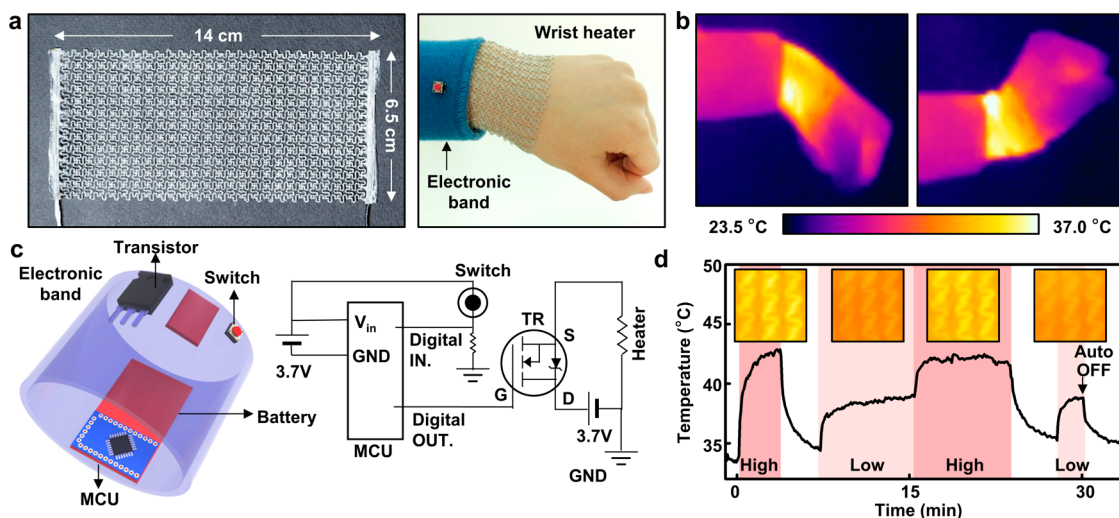 a
14 cm
6.5 cm
Wrist heater
Electronic
band
b
23.5 °C
37.0 °C
c
Transistor
Electronic
band
Switch
Battery
MCU
Switch
V_in
GND
3.7V
MCU
Digital
IN.
Digital
OUT.
TR
S
G
D
Heater
3.7V
GND
d
Temperature (°C)
50
45
40
35
High
Low
High
Low
Auto
OFF
0
15
30
Time (min)